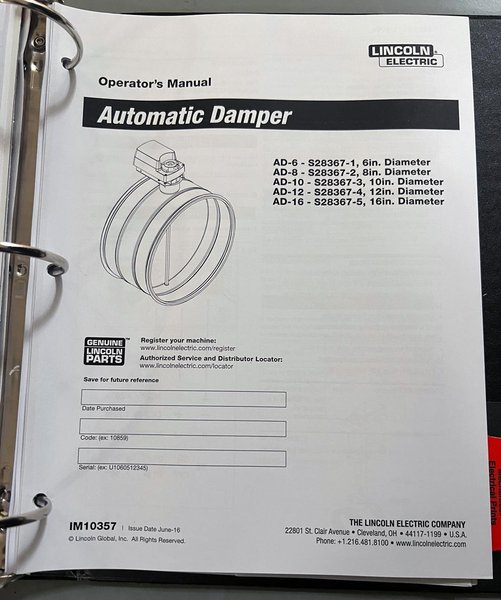 LINCOLN®
ELECTRIC
Operator's Manual
Automatic Damper
AD-6 - S28367-1, 6in. Diameter
AD-8 - S28367-2, 8in. Diameter
AD-10 - S28367-3, 10in. Diameter
AD-12 - S28367-4, 12in. Diameter
AD-16 - S28367-5, 16in. Diameter
GENUINE
LINCOLN
PARTS
TM
Register your machine:
www.lincolnelectric.com/register
Authorized Service and Distributor Locator:
www.lincolnelectric.com/locator
Save for future reference
Date Purchased
Code: (ex: 10859)
Serial: (ex: U1060512345)
IM10357 | Issue Date June-16
© Lincoln Global, Inc. All Rights Reserved.
THE LINCOLN ELECTRIC COMPANY
22801 St. Clair Avenue • Cleveland, OH • 44117-1199 • U.S.A.
Phone: +1.216.481.8100 • www.lincolnelectric.com
Electrical Prints